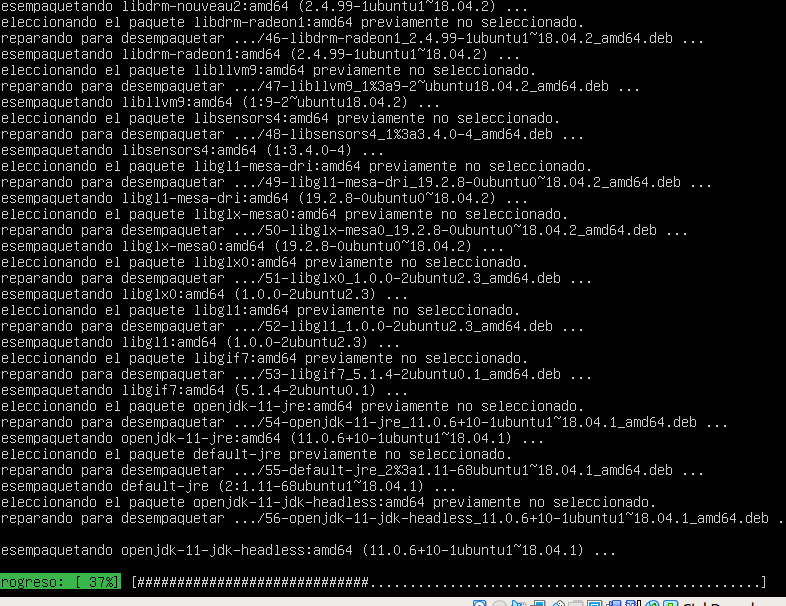 esempaquetando libdrm-nouveau2:amd64 (2.4.99-1ubuntu1~18.04.2) ...
eleccionando el paquete libdrm-radeon1:amd64 previamente no seleccionado.
reparando para desempaquetar .../46-libdrm-radeon1_2.4.99-1ubuntu1~18.04.2_amd64.deb ...
esempaquetando libdrm-radeon1:amd64 (2.4.99-1ubuntu1~18.04.2) ...
eleccionando el paquete libllvm9:amd64 previamente no seleccionado.
reparando para desempaquetar .../47-libllvm9_1%3a9-2~ubuntu18.04.2_amd64.deb ...
esempaquetando libllvm9:amd64 (1:9-2~ubuntu18.04.2) ...
eleccionando el paquete libsensors4:amd64 previamente no seleccionado.
reparando para desempaquetar .../48-libsensors4_1%3a3.4.0-4_amd64.deb ...
esempaquetando libsensors4:amd64 (1:3.4.0-4) ...
eleccionando el paquete libgl1-mesa-dri:amd64 previamente no seleccionado.
reparando para desempaquetar .../49-libgl1-mesa-dri_19.2.8-0ubuntu0~18.04.2_amd64.deb ...
esempaquetando libgl1-mesa-dri:amd64 (19.2.8-0ubuntu0~18.04.2) ...
eleccionando el paquete libglx-mesa0:amd64 previamente no seleccionado.
reparando para desempaquetar .../50-libglx-mesa0_19.2.8-0ubuntu0~18.04.2_amd64.deb ...
esempaquetando libglx-mesa0:amd64 (19.2.8-0ubuntu0~18.04.2) ...
eleccionando el paquete libglx0:amd64 previamente no seleccionado.
reparando para desempaquetar .../51-libglx0_1.0.0-2ubuntu2.3_amd64.deb ...
esempaquetando libglx0:amd64 (1.0.0-2ubuntu2.3) ...
eleccionando el paquete libgl1:amd64 previamente no seleccionado.
reparando para desempaquetar .../52-libgl1_1.0.0-2ubuntu2.3_amd64.deb ...
esempaquetando libgl1:amd64 (1.0.0-2ubuntu2.3) ...
eleccionando el paquete libgif7:amd64 previamente no seleccionado.
reparando para desempaquetar .../53-libgif7_5.1.4-2ubuntu0.1_amd64.deb ...
esempaquetando libgif7:amd64 (5.1.4-2ubuntu0.1) ...
eleccionando el paquete openjdk-11-jre:amd64 previamente no seleccionado.
reparando para desempaquetar .../54-openjdk-11-jre_11.0.6+10-1ubuntu1~18.04.1_amd64.deb ...
esempaquetando openjdk-11-jre:amd64 (11.0.6+10-1ubuntu1~18.04.1) ...
eleccionando el paquete default-jre previamente no seleccionado.
reparando para desempaquetar .../55-default-jre_2%3a1.11-68ubuntu1~18.04.1_amd64.deb ...
esempaquetando default-jre (2:1.11-68ubuntu1~18.04.1) ...
eleccionando el paquete openjdk-11-jdk-headless:amd64 previamente no seleccionado.
reparando para desempaquetar .../56-openjdk-11-jdk-headless_11.0.6+10-1ubuntu1~18.04.1_amd64.deb .
esempaquetando openjdk-11-jdk-headless:amd64 (11.0.6+10-1ubuntu1~18.04.1) ...
rogreso: [ 37%] [#############################.................................................]